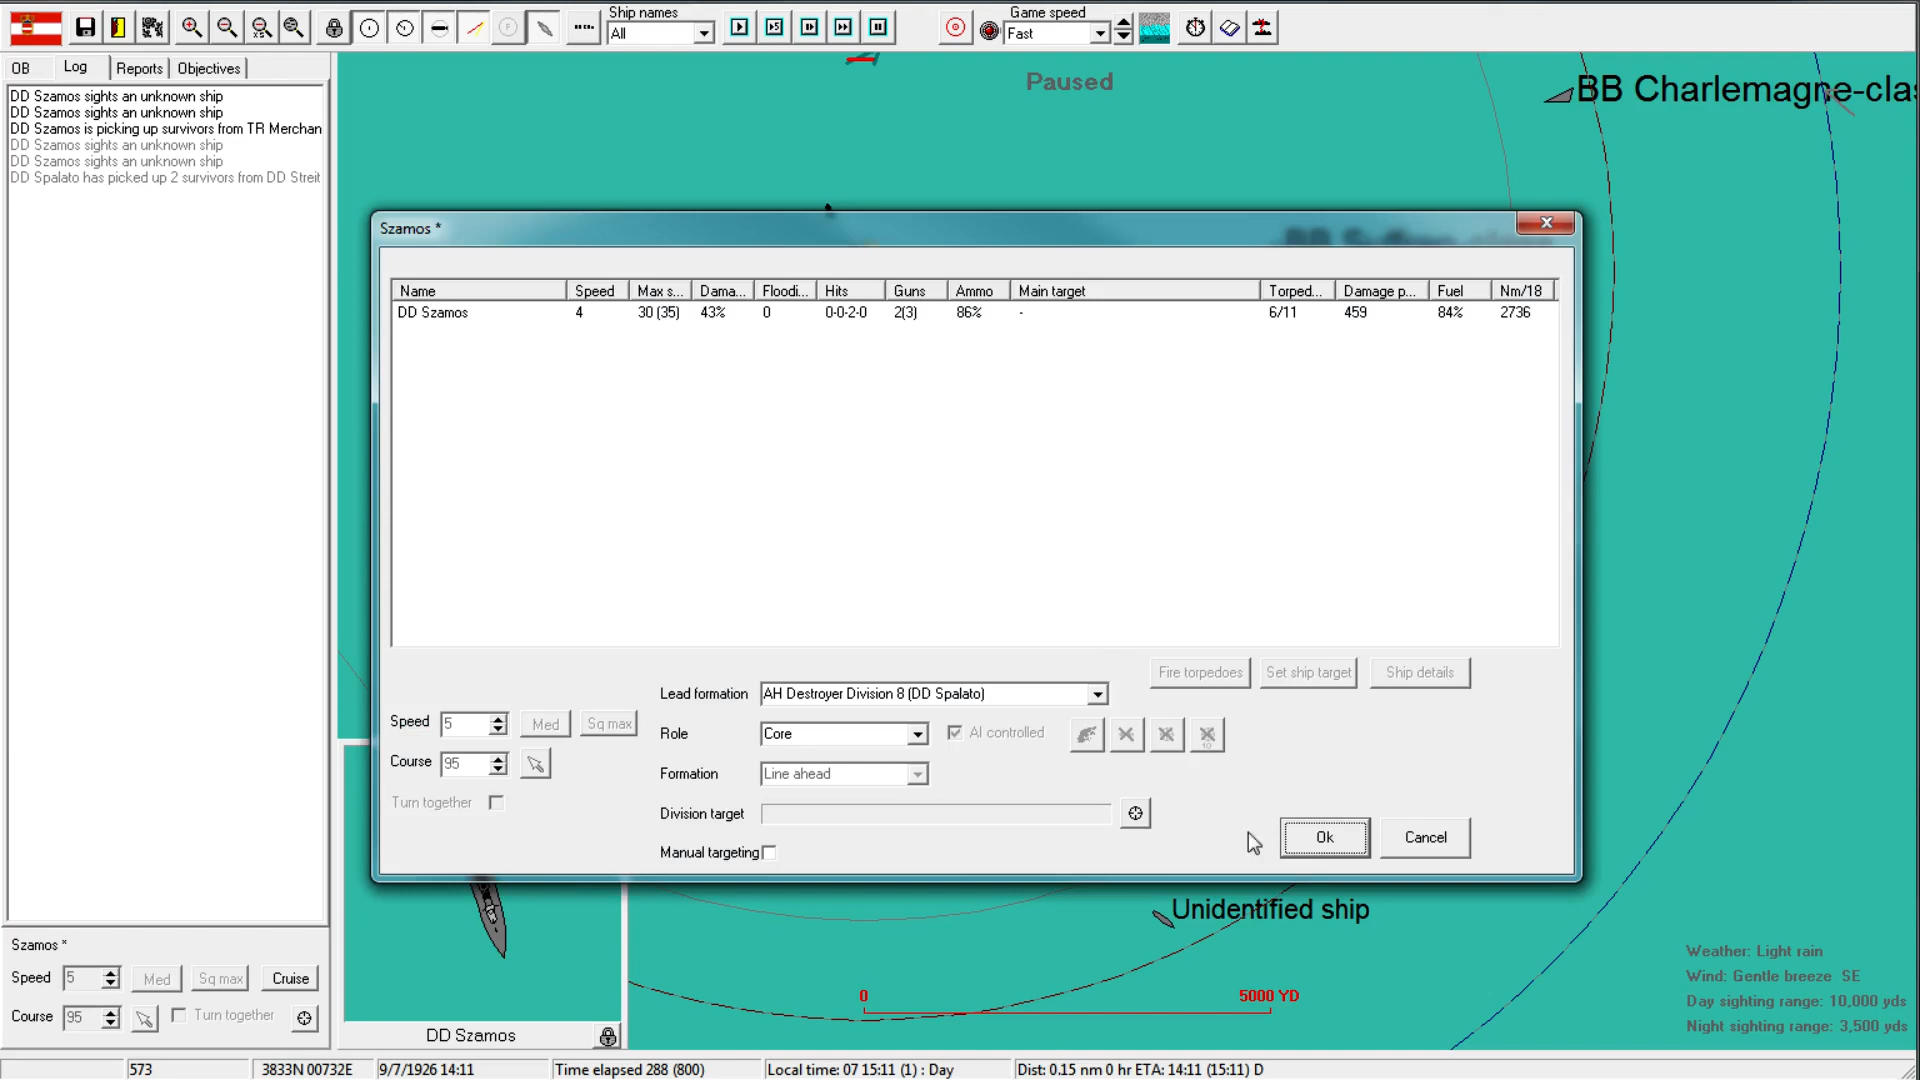 Ship names
All
Game speed
Fast
OB
Log
Reports
Objectives
DD Szamos sights an unknown ship
DD Szamos sights an unknown ship
DD Szamos is picking up survivors from TR Merchan
DD Szamos sights an unknown ship
DD Szamos sights an unknown ship
DD Spalato has picked up 2 survivors from DD Streit
Paused
BB Charlemagne-clas
Szamos *
Name Speed Max s... Dama... Floodi... Hits Guns Ammo Main target Torped... Damage p... Fuel Nm/18
DD Szamos 4 30 (35) 43% 0 0-0-2-0 2(3) 86% - 6/11 459 84% 2736
Fire torpedoes Set ship target Ship details
Lead formation AH Destroyer Division 8 (DD Spalato)
Speed 5 Med Sq max
Role Core AI controlled
10
Course 95
Formation Line ahead
Turn together
Division target
Manual targeting
Ok Cancel
Unidentified ship
Szamos *
Speed 5 Med Sq max Cruise
Course 95 Turn together
DD Szamos
0 5000 YD
Weather: Light rain
Wind: Gentle breeze SE
Day sighting range: 10,000 yds
Night sighting range: 3,500 yds
573 3833N 00732E 9/7/1926 14:11 Time elapsed 288 (800) Local time: 07 15:11 (1) : Day Dist: 0.15 nm 0 hr ETA: 14:11 (15:11) D